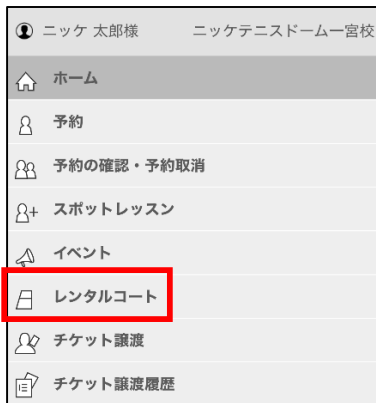 ニッケ 太郎様 ニッケテニスドーム一宮校
ホーム
予約
予約の確認・予約取消
スポットレッスン
イベント
レンタルコート
チケット譲渡
チケット譲渡履歴